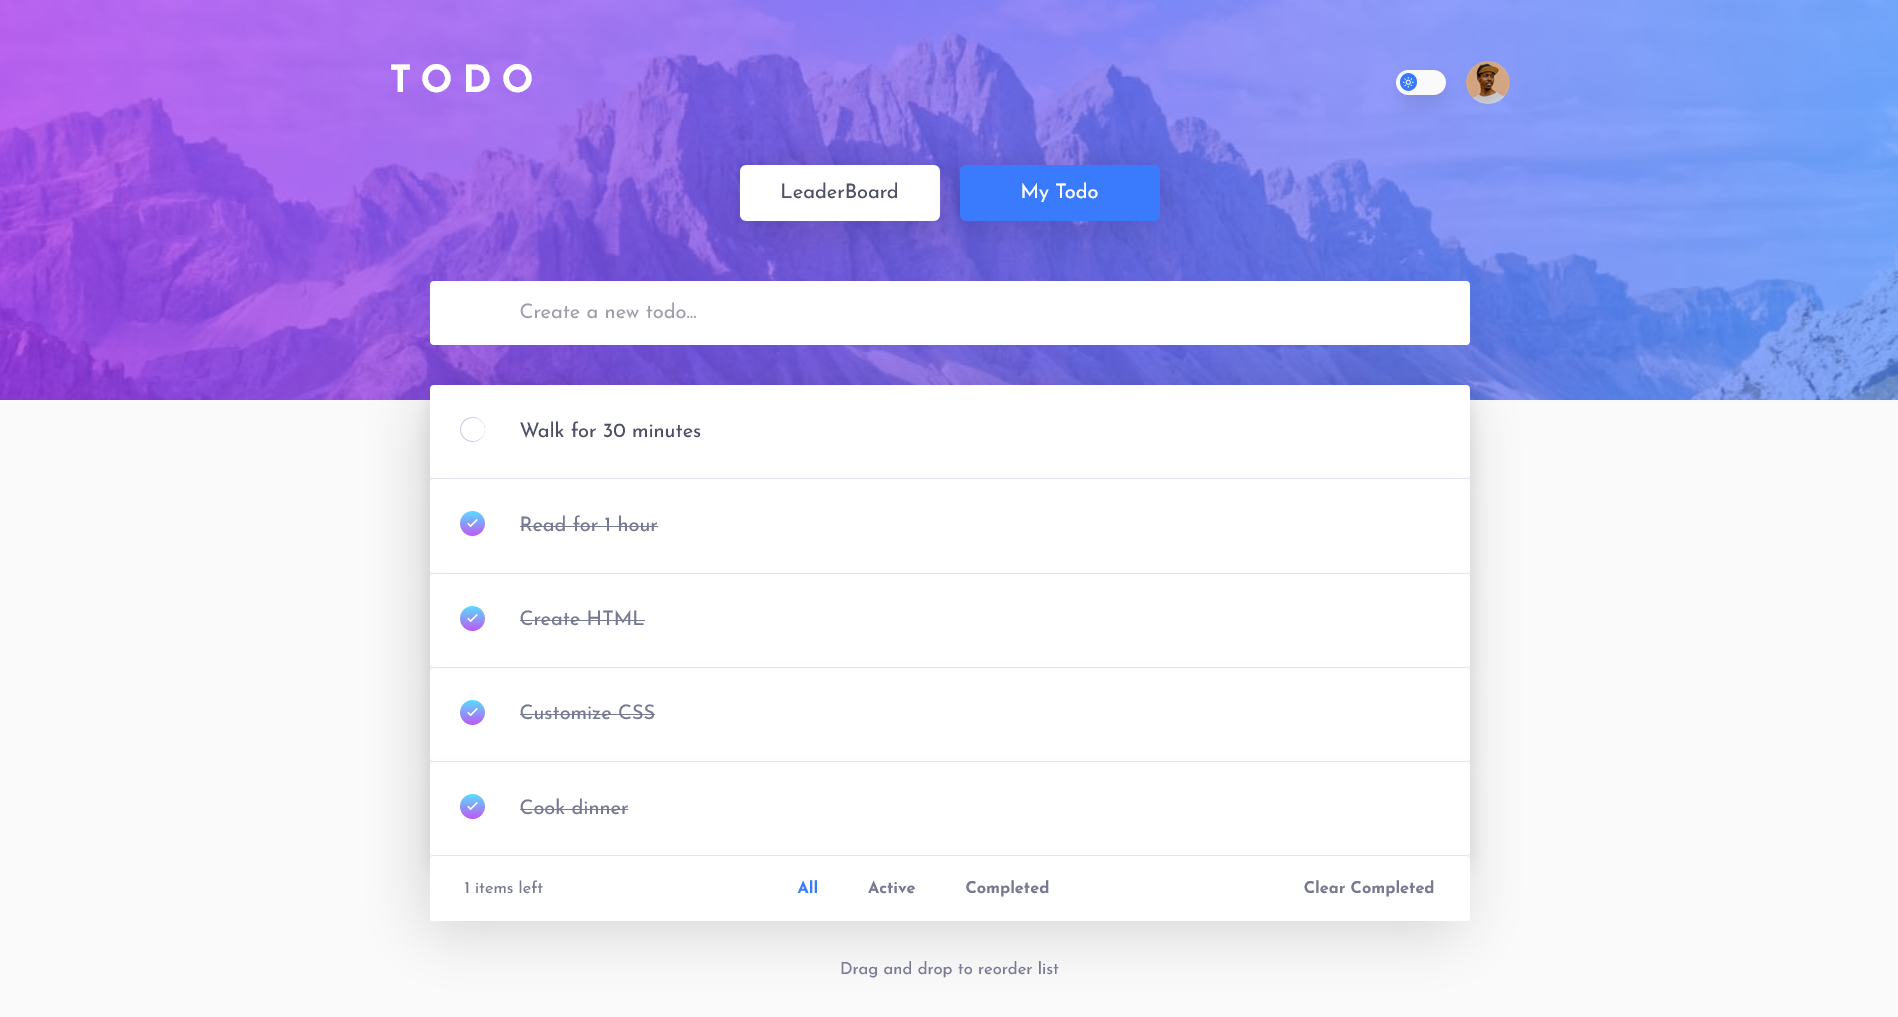 TODO
LeaderBoard
My Todo
Create a new todo...
Walk for 30 minutes
Read for 1 hour
Create HTML
Customize CSS
Cook dinner
1 items left
All
Active
Completed
Clear Completed
Drag and drop to reorder list